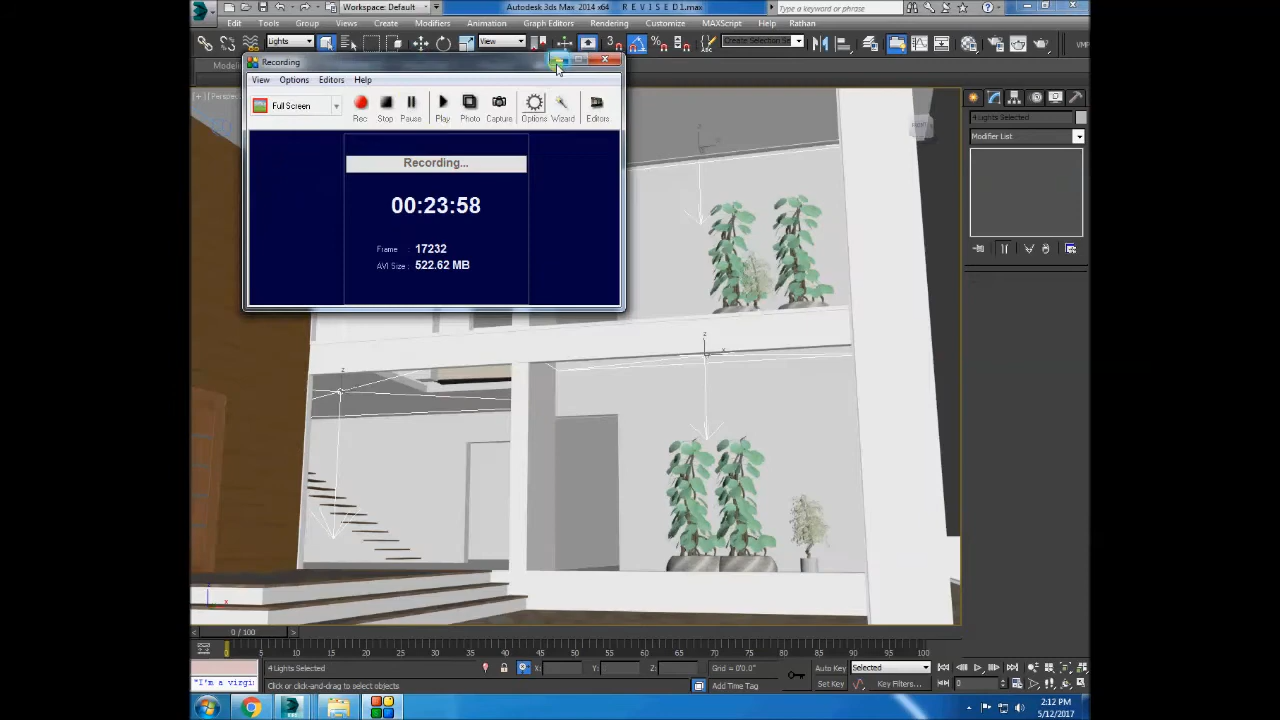 Workspace: Default
Autodesk 3ds Max 2014 x64    R E V I S E D 1.max
Type a keyword or phrase
Edit Tools Group Views Create Modifiers Animation Graph Editors Rendering Customize MAXScript Help Rathan
Lights
View
Create Selection Se
Recording
View Options Editors Help
Full Screen
Rec Stop Pause Play Photo Capture Options Wizard Editors
Recording...
00:23:58
Frame : 17232
AVI Size : 522.62 MB
4 Lights Selected
Modifier List
0 / 100
0 5 10 15 20 25 30 35 40 45 50 55 60 65 70 75 80 85 90 95 100
4 Lights Selected
X:
Y:
Z:
Grid = 0'0.0"
Auto Key
Selected
"I'm a virgi
Click or click-and-drag to select objects
Add Time Tag
Set Key
Key Filters...
0
2:12 PM
5/12/2017